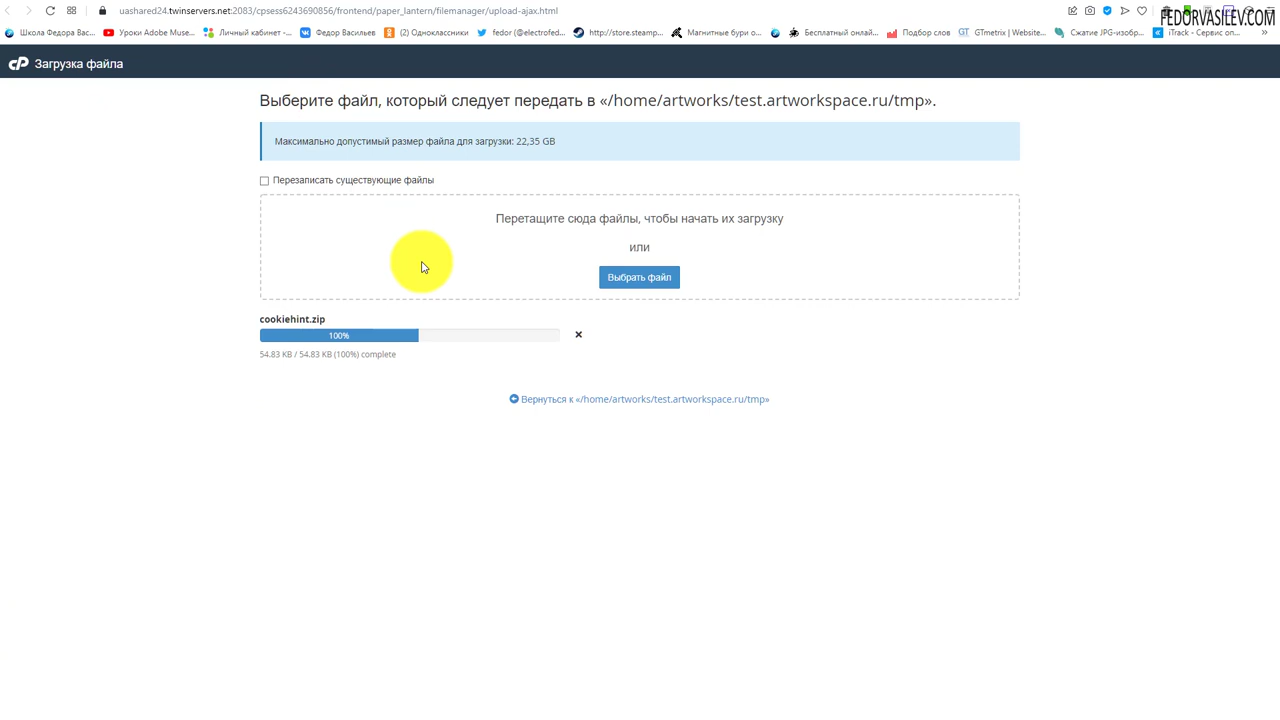 uashared24.twinservers.net:2083/cpsess6243690856/frontend/paper_lantern/filemanager/upload-ajax.html
FEDORVASILEV.COM
Школа Федора Вас... Уроки Adobe Muse... Личный кабинет -... Федор Васильев (2) Одноклассники fedor (@electrofed... http://store.steamp... Магнитные бури о... Бесплатный онлай... Подбор слов GTmetrix | Website... Сжатие JPG-изобр... iTrack - Сервис оп...
cP Загрузка файла
Выберите файл, который следует передать в «/home/artworks/test.artworkspace.ru/tmp».
Максимально допустимый размер файла для загрузки: 22,35 GB
Перезаписать существующие файлы
Перетащите сюда файлы, чтобы начать их загрузку
или
Выбрать файл
cookiehint.zip
100%
54.83 KB / 54.83 KB (100%) complete
Вернуться к «/home/artworks/test.artworkspace.ru/tmp»